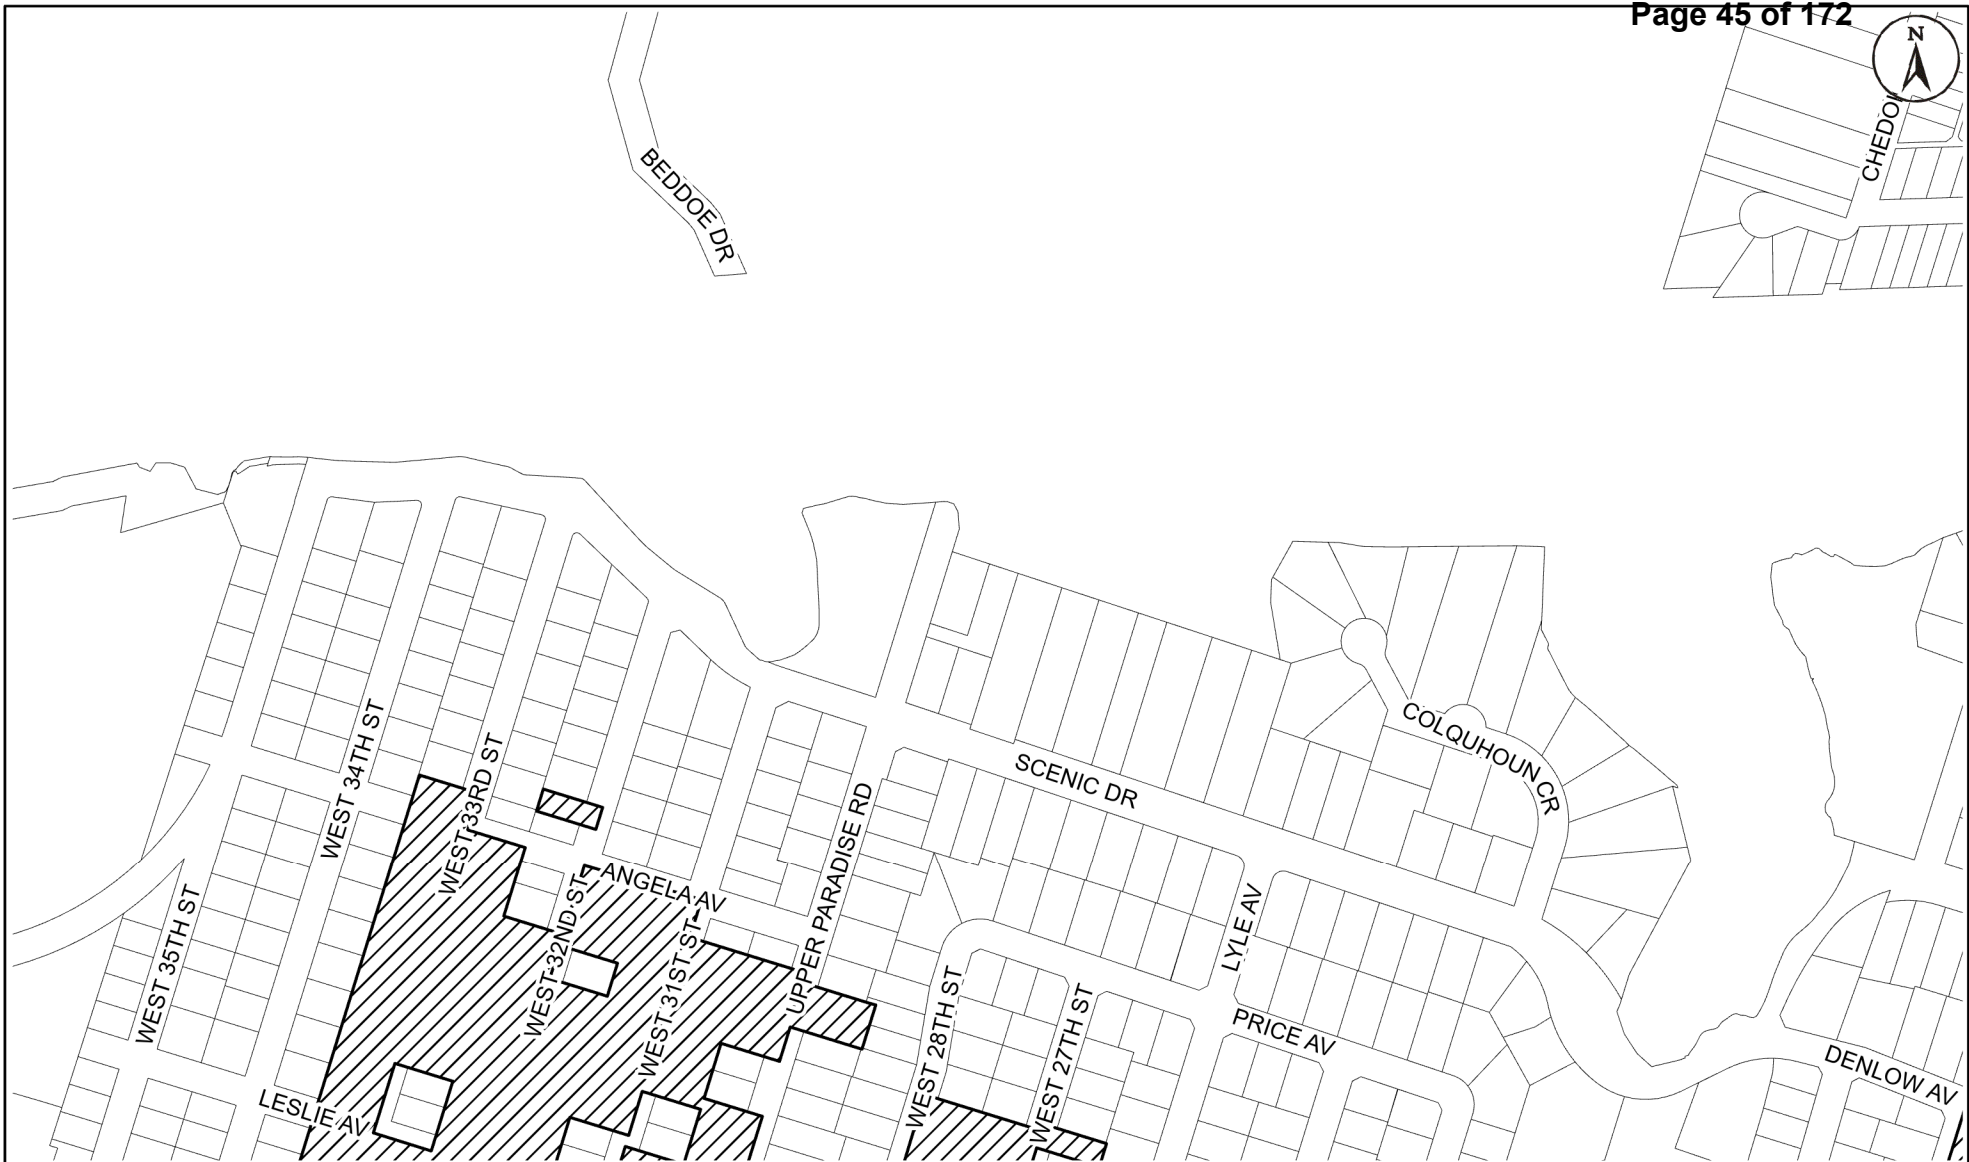 Page 45 of 172
N
CHEDO
BEDDOE DR
WEST 34TH ST
WEST 33RD ST
SCENIC DR
COLQUHOUN CR
UPPER PARADISE RD
ANGELA AV
WEST 35TH ST
WEST 32ND ST
WEST 31ST ST
LYLE AV
WEST 28TH ST
WEST 27TH ST
PRICE AV
DENLOW AV
LESLIE AV